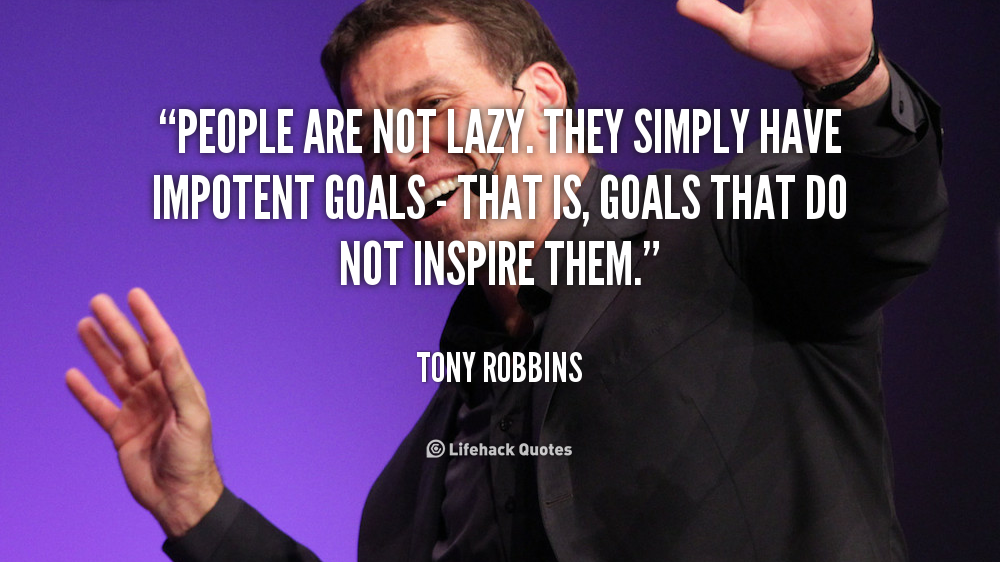 “PEOPLE ARE NOT LAZY. THEY SIMPLY HAVE
IMPOTENT GOALS - THAT IS, GOALS THAT DO
NOT INSPIRE THEM.”
TONY ROBBINS
Lifehack Quotes